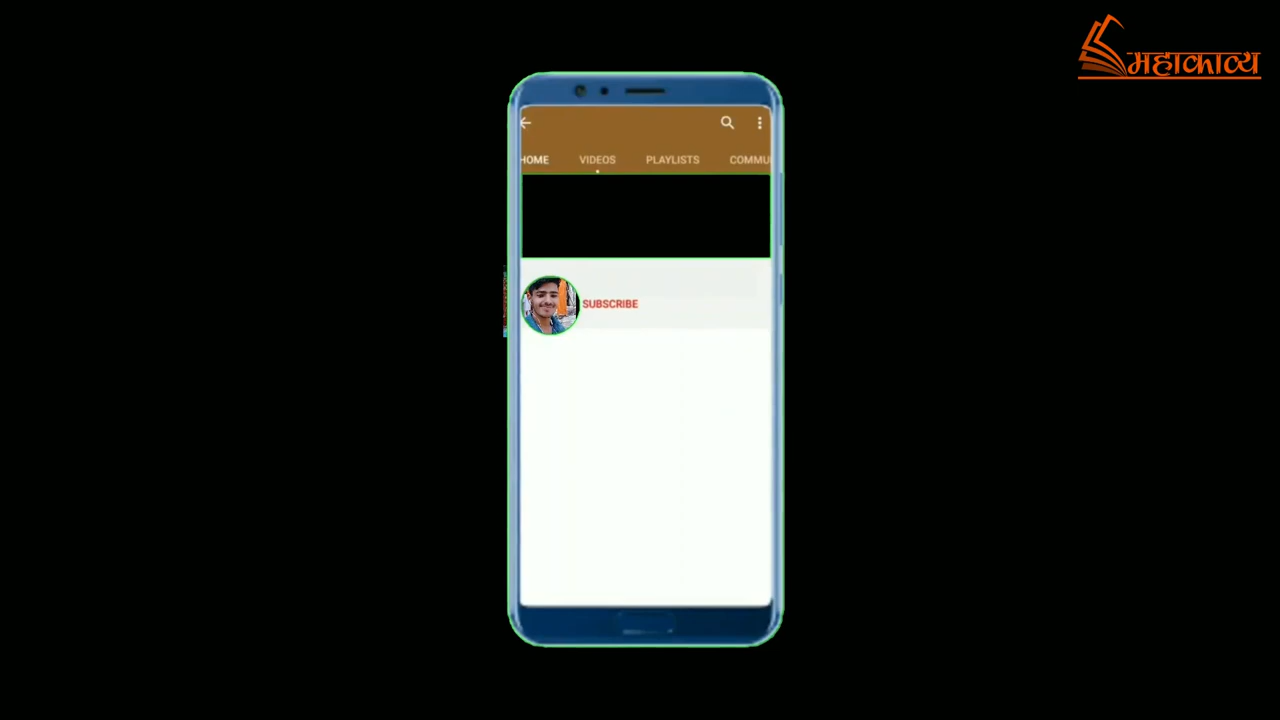 महाकाव्य
HOME VIDEOS PLAYLISTS COMMU
SUBSCRIBE